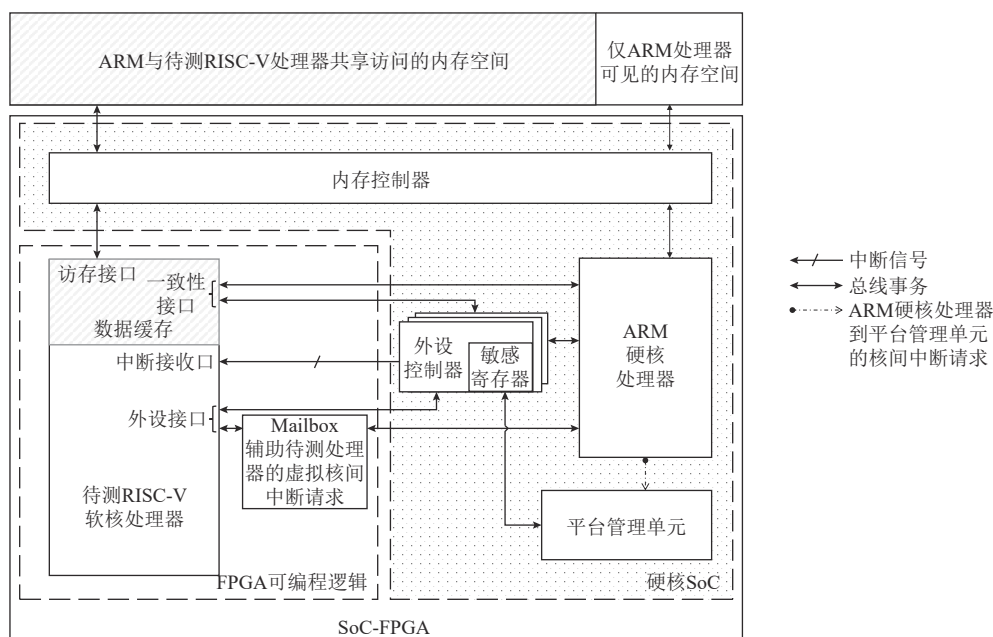 ARM与待测RISC-V处理器共享访问的内存空间
仅ARM处理器
可见的内存空间
内存控制器
访存接口
一致性
接口
数据缓存
中断接收口
外设接口
待测RISC-V
软核处理器
Mailbox
辅助待测处理
器的虚拟核间
中断请求
外设
控制器
敏感
寄存器
ARM
硬核
处理器
平台管理单元
FPGA可编程逻辑
硬核SoC
SoC-FPGA
中断信号
总线事务
ARM硬核处理器
到平台管理单元
的核间中断请求